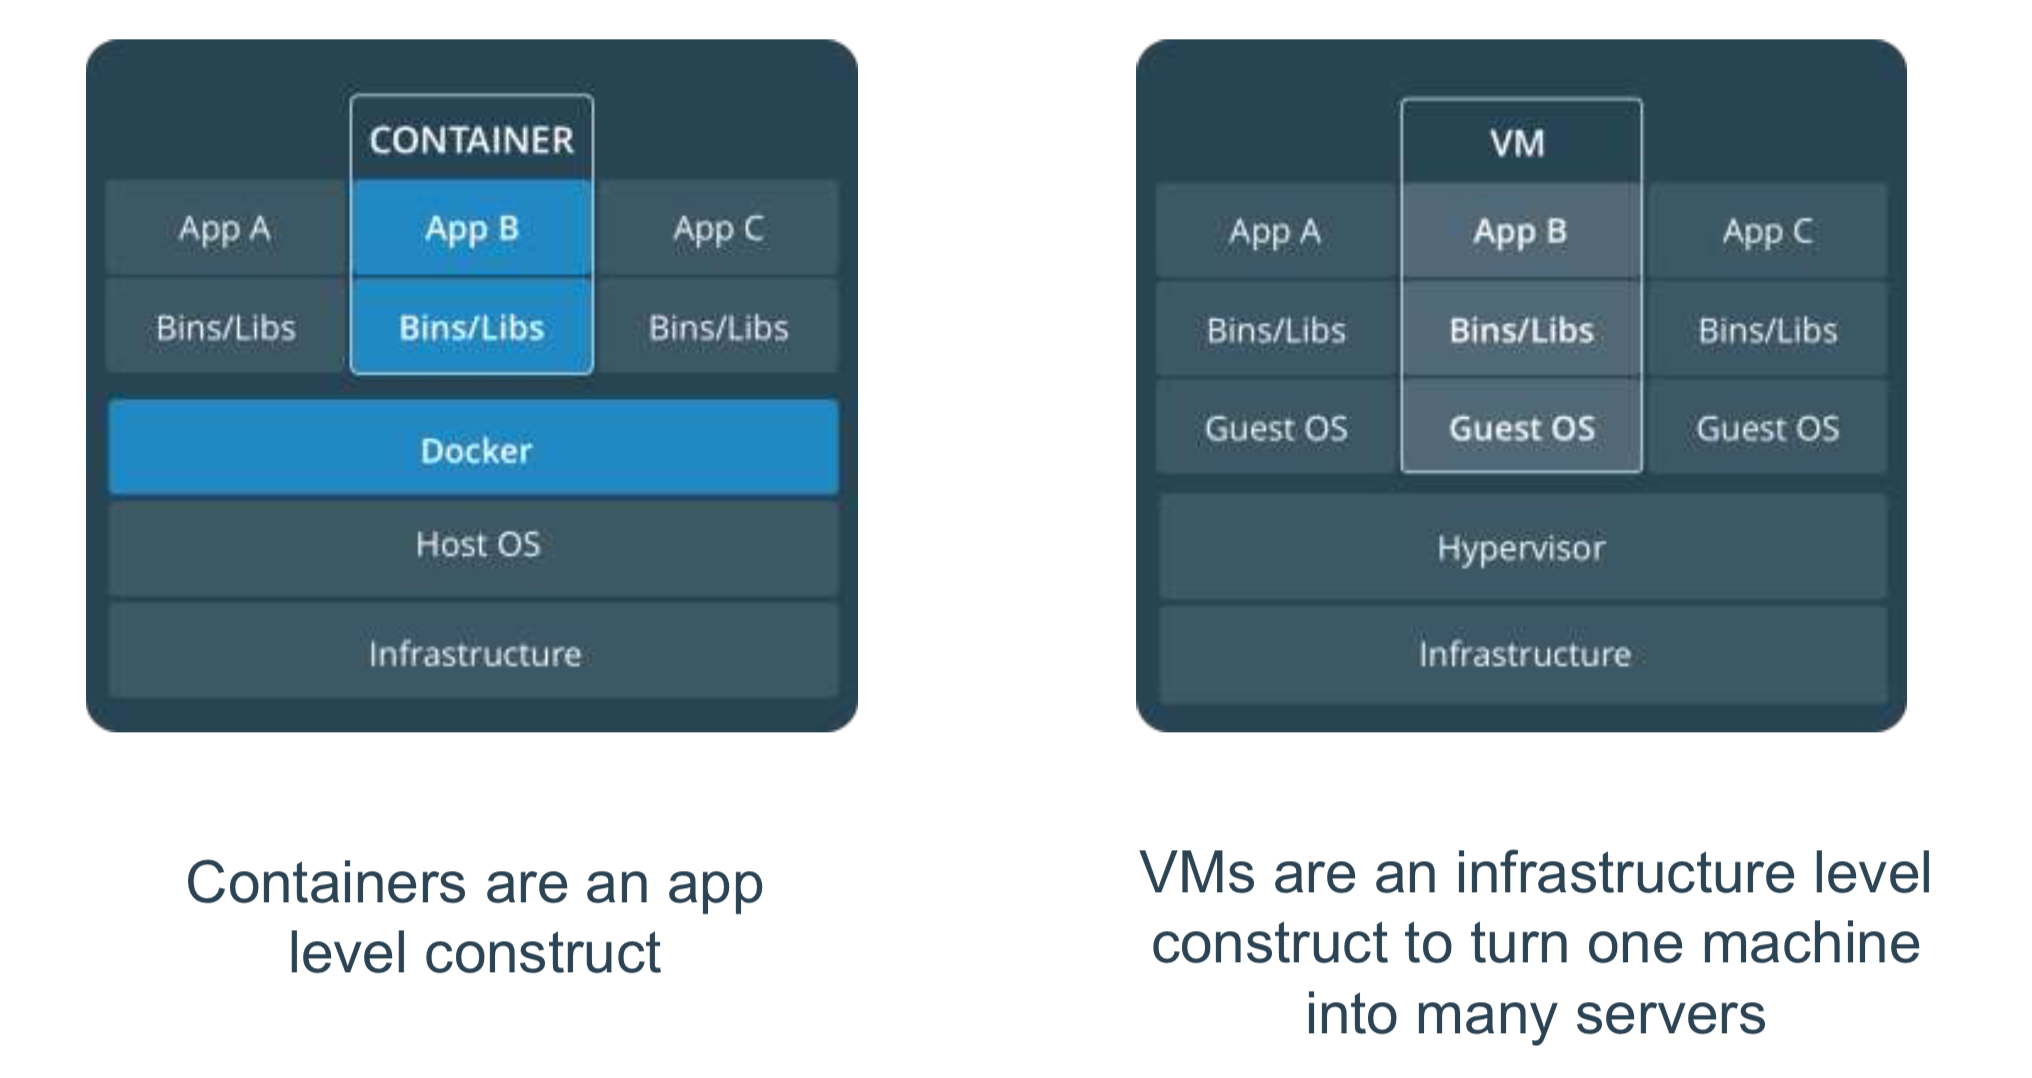 CONTAINER
App A
App B
App C
Bins/Libs
Bins/Libs
Bins/Libs
Docker
Host OS
Infrastructure
Containers are an app
level construct
VM
App A
App B
App C
Bins/Libs
Bins/Libs
Bins/Libs
Guest OS
Guest OS
Guest OS
Hypervisor
Infrastructure
VMs are an infrastructure level
construct to turn one machine
into many servers